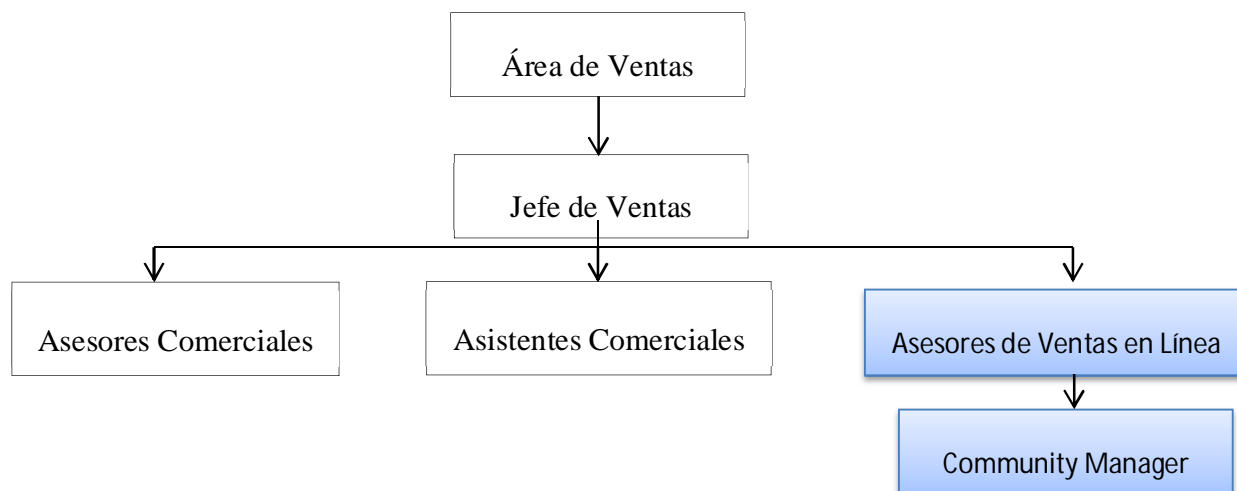 Área de Ventas
Jefe de Ventas
Asesores Comerciales
Asistentes Comerciales
Asesores de Ventas en Línea
Community Manager